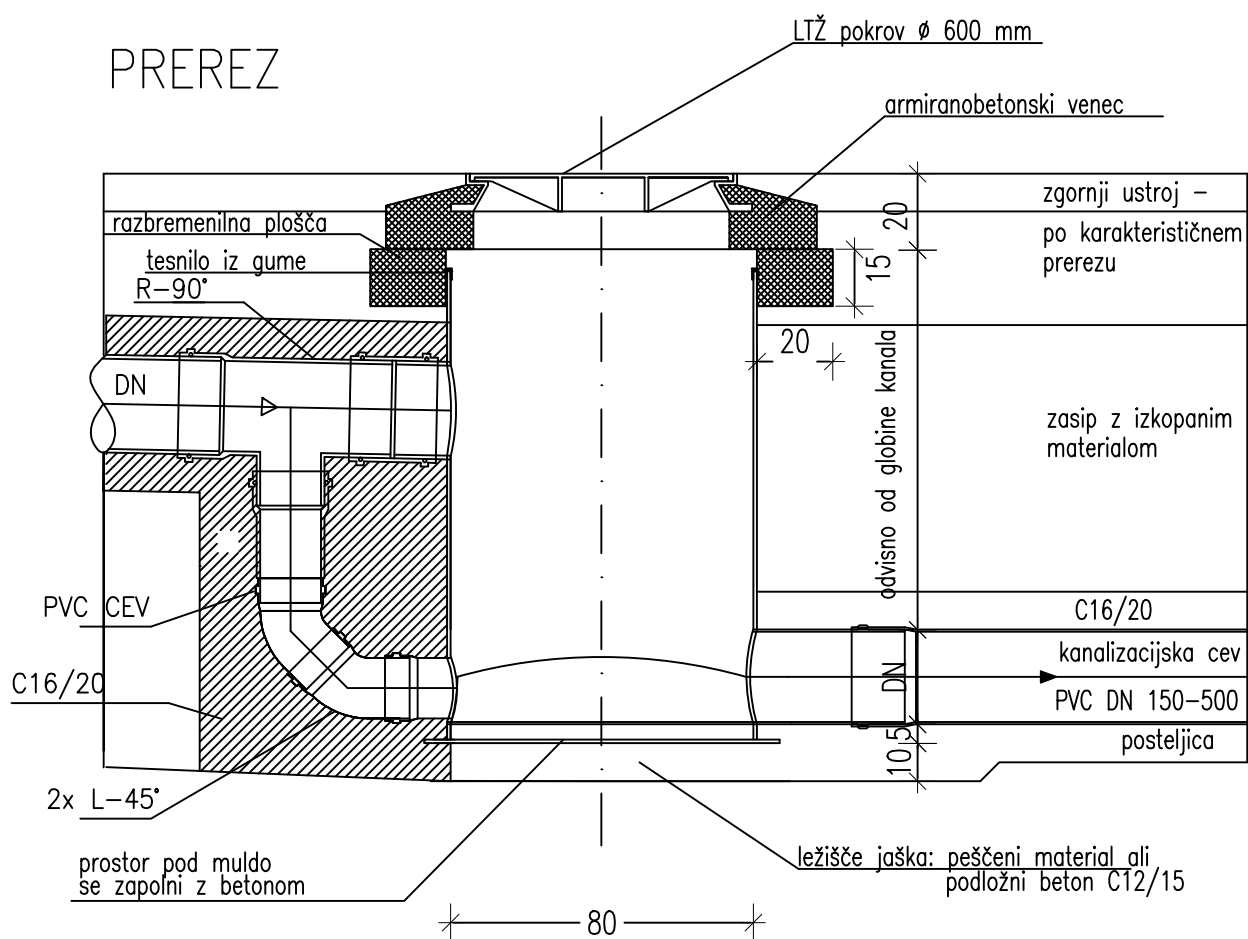 PREREZ
LTŽ pokrov ø 600 mm
armiranobetonski venec
zgornji ustroj –
po karakterističnem
prerezu
razbremenilna plošča
tesnilo iz gume
R–90°
20
15
20
DN
odvisno od globine kanala
zasip z izkopanim
materialom
PVC CEV
C16/20
C16/20
kanalizacijska cev
DN
PVC DN 150–500
posteljica
5
10
2x L–45°
prostor pod muldo
se zapolni z betonom
ležišče jaška: peščeni material ali
podložni beton C12/15
80